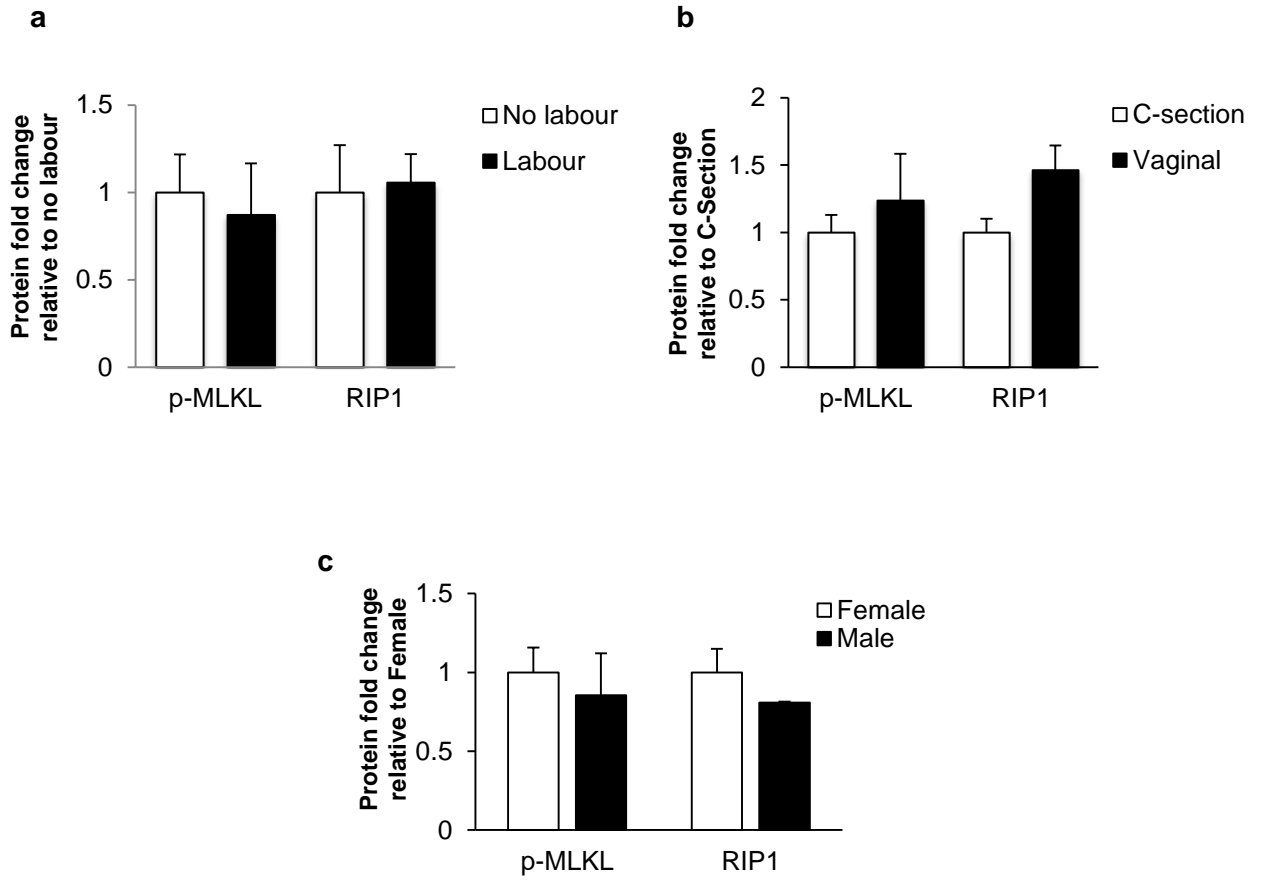 a
Protein fold change
relative to no labour
1.5
1
0.5
0
p-MLKL RIP1
No labour
Labour
b
Protein fold change
relative to C-Section
2
1.5
1
0.5
0
p-MLKL RIP1
C-section
Vaginal
c
Protein fold change
relative to Female
1.5
1
0.5
0
p-MLKL RIP1
Female
Male